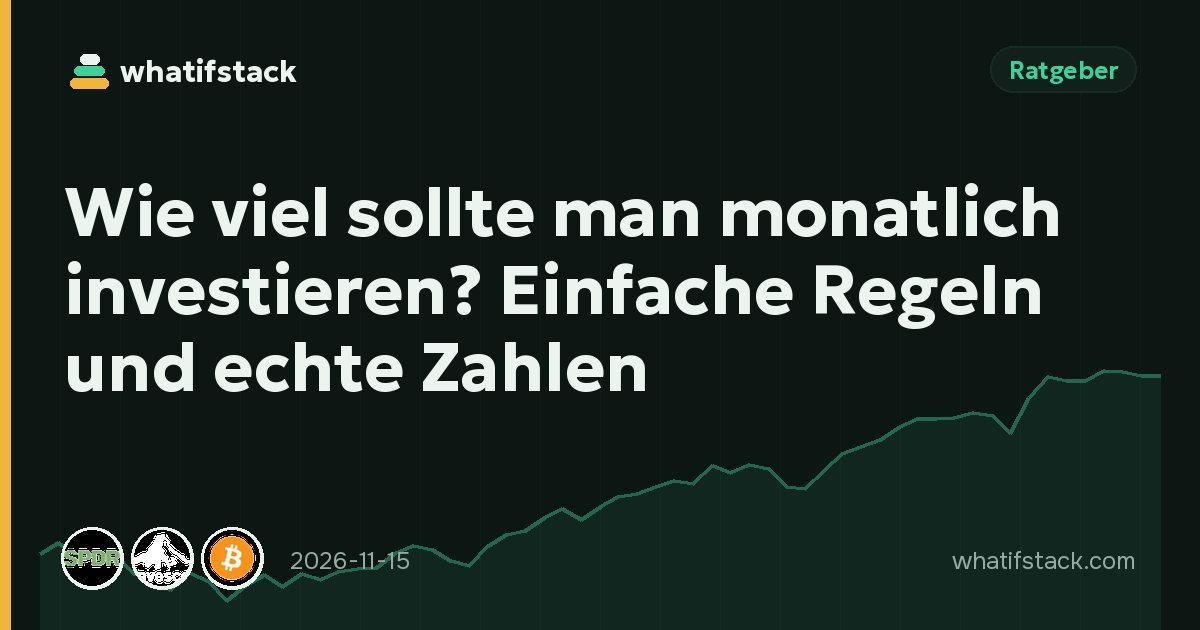 whatifstack
Ratgeber
Wie viel sollte man monatlich
investieren? Einfache Regeln
und echte Zahlen
SPDR
2026-11-15
whatifstack.com